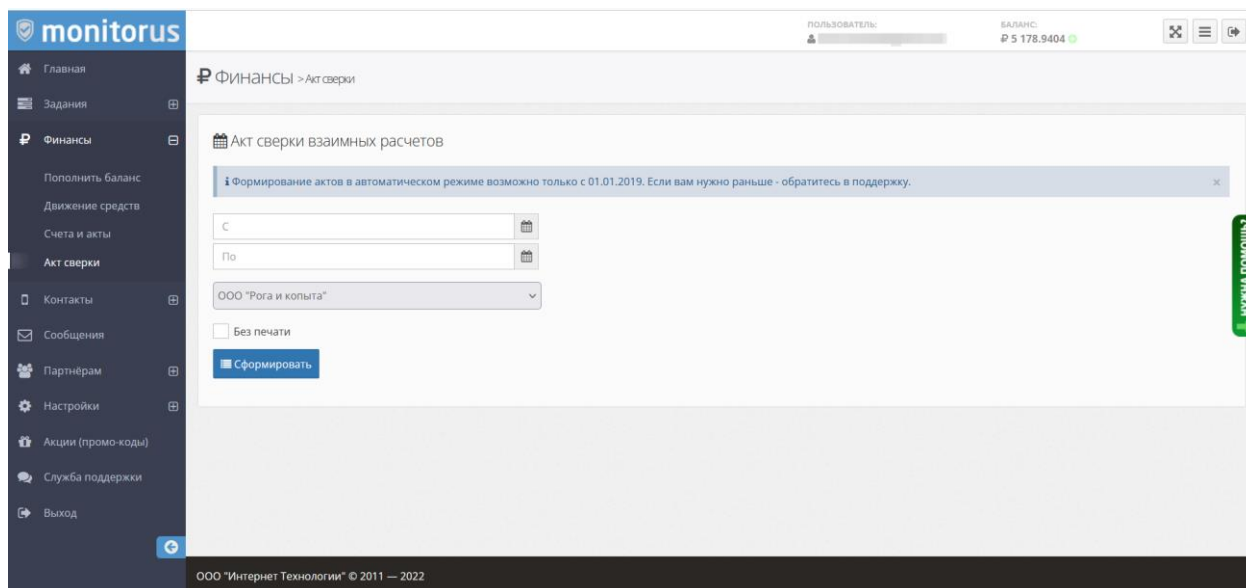 monitorus
ПОЛЬЗОВАТЕЛЬ:
БАЛАНС:
₽ 5 178.9404
Главная
Задания
Финансы
Пополнить баланс
Движение средств
Счета и акты
Акт сверки
Контакты
Сообщения
Партнёрам
Настройки
Акции (промо-коды)
Служба поддержки
Выход
₽ Финансы > Акт сверки
Акт сверки взаимных расчетов
i Формирование актов в автоматическом режиме возможно только с 01.01.2019. Если вам нужно раньше - обратитесь в поддержку.
С
По
ООО "Рога и копыта"
Без печати
Сформировать
НУЖНА ПОМОЩЬ?
ООО "Интернет Технологии" © 2011 — 2022